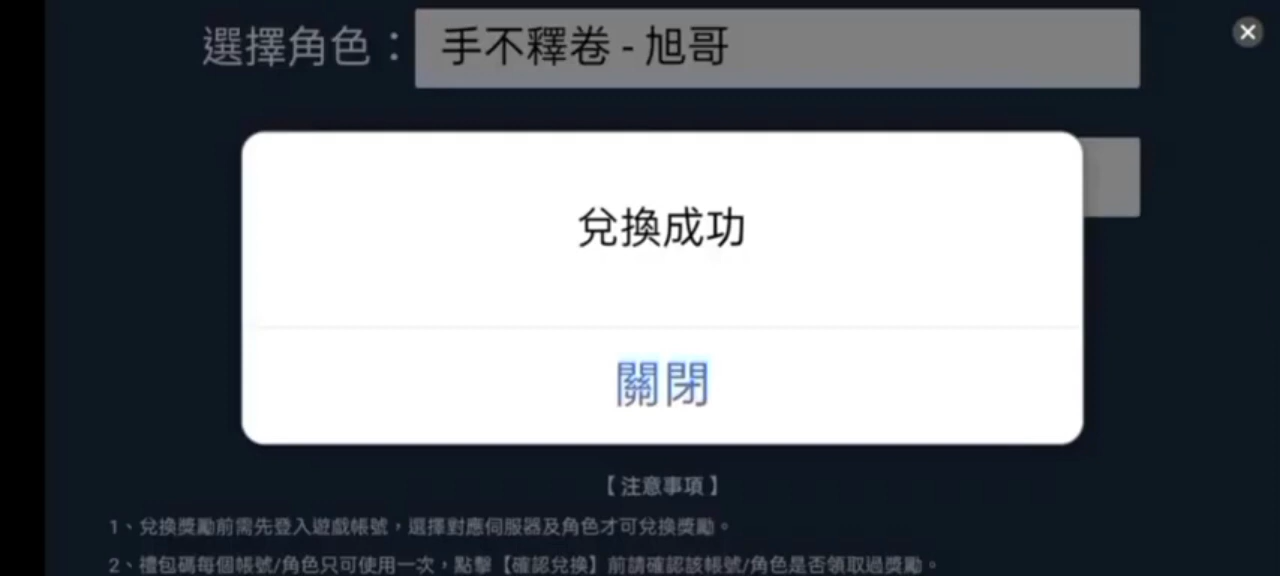 選擇角色：手不釋卷 - 旭哥
兌換成功
關閉
【注意事項】
1、兌換獎勵前需先登入遊戲帳號，選擇對應伺服器及角色才可兌換獎勵。
2、禮包碼每個帳號/角色只可使用一次，點擊【確認兌換】前請確認該帳號/角色是否領取過獎勵。